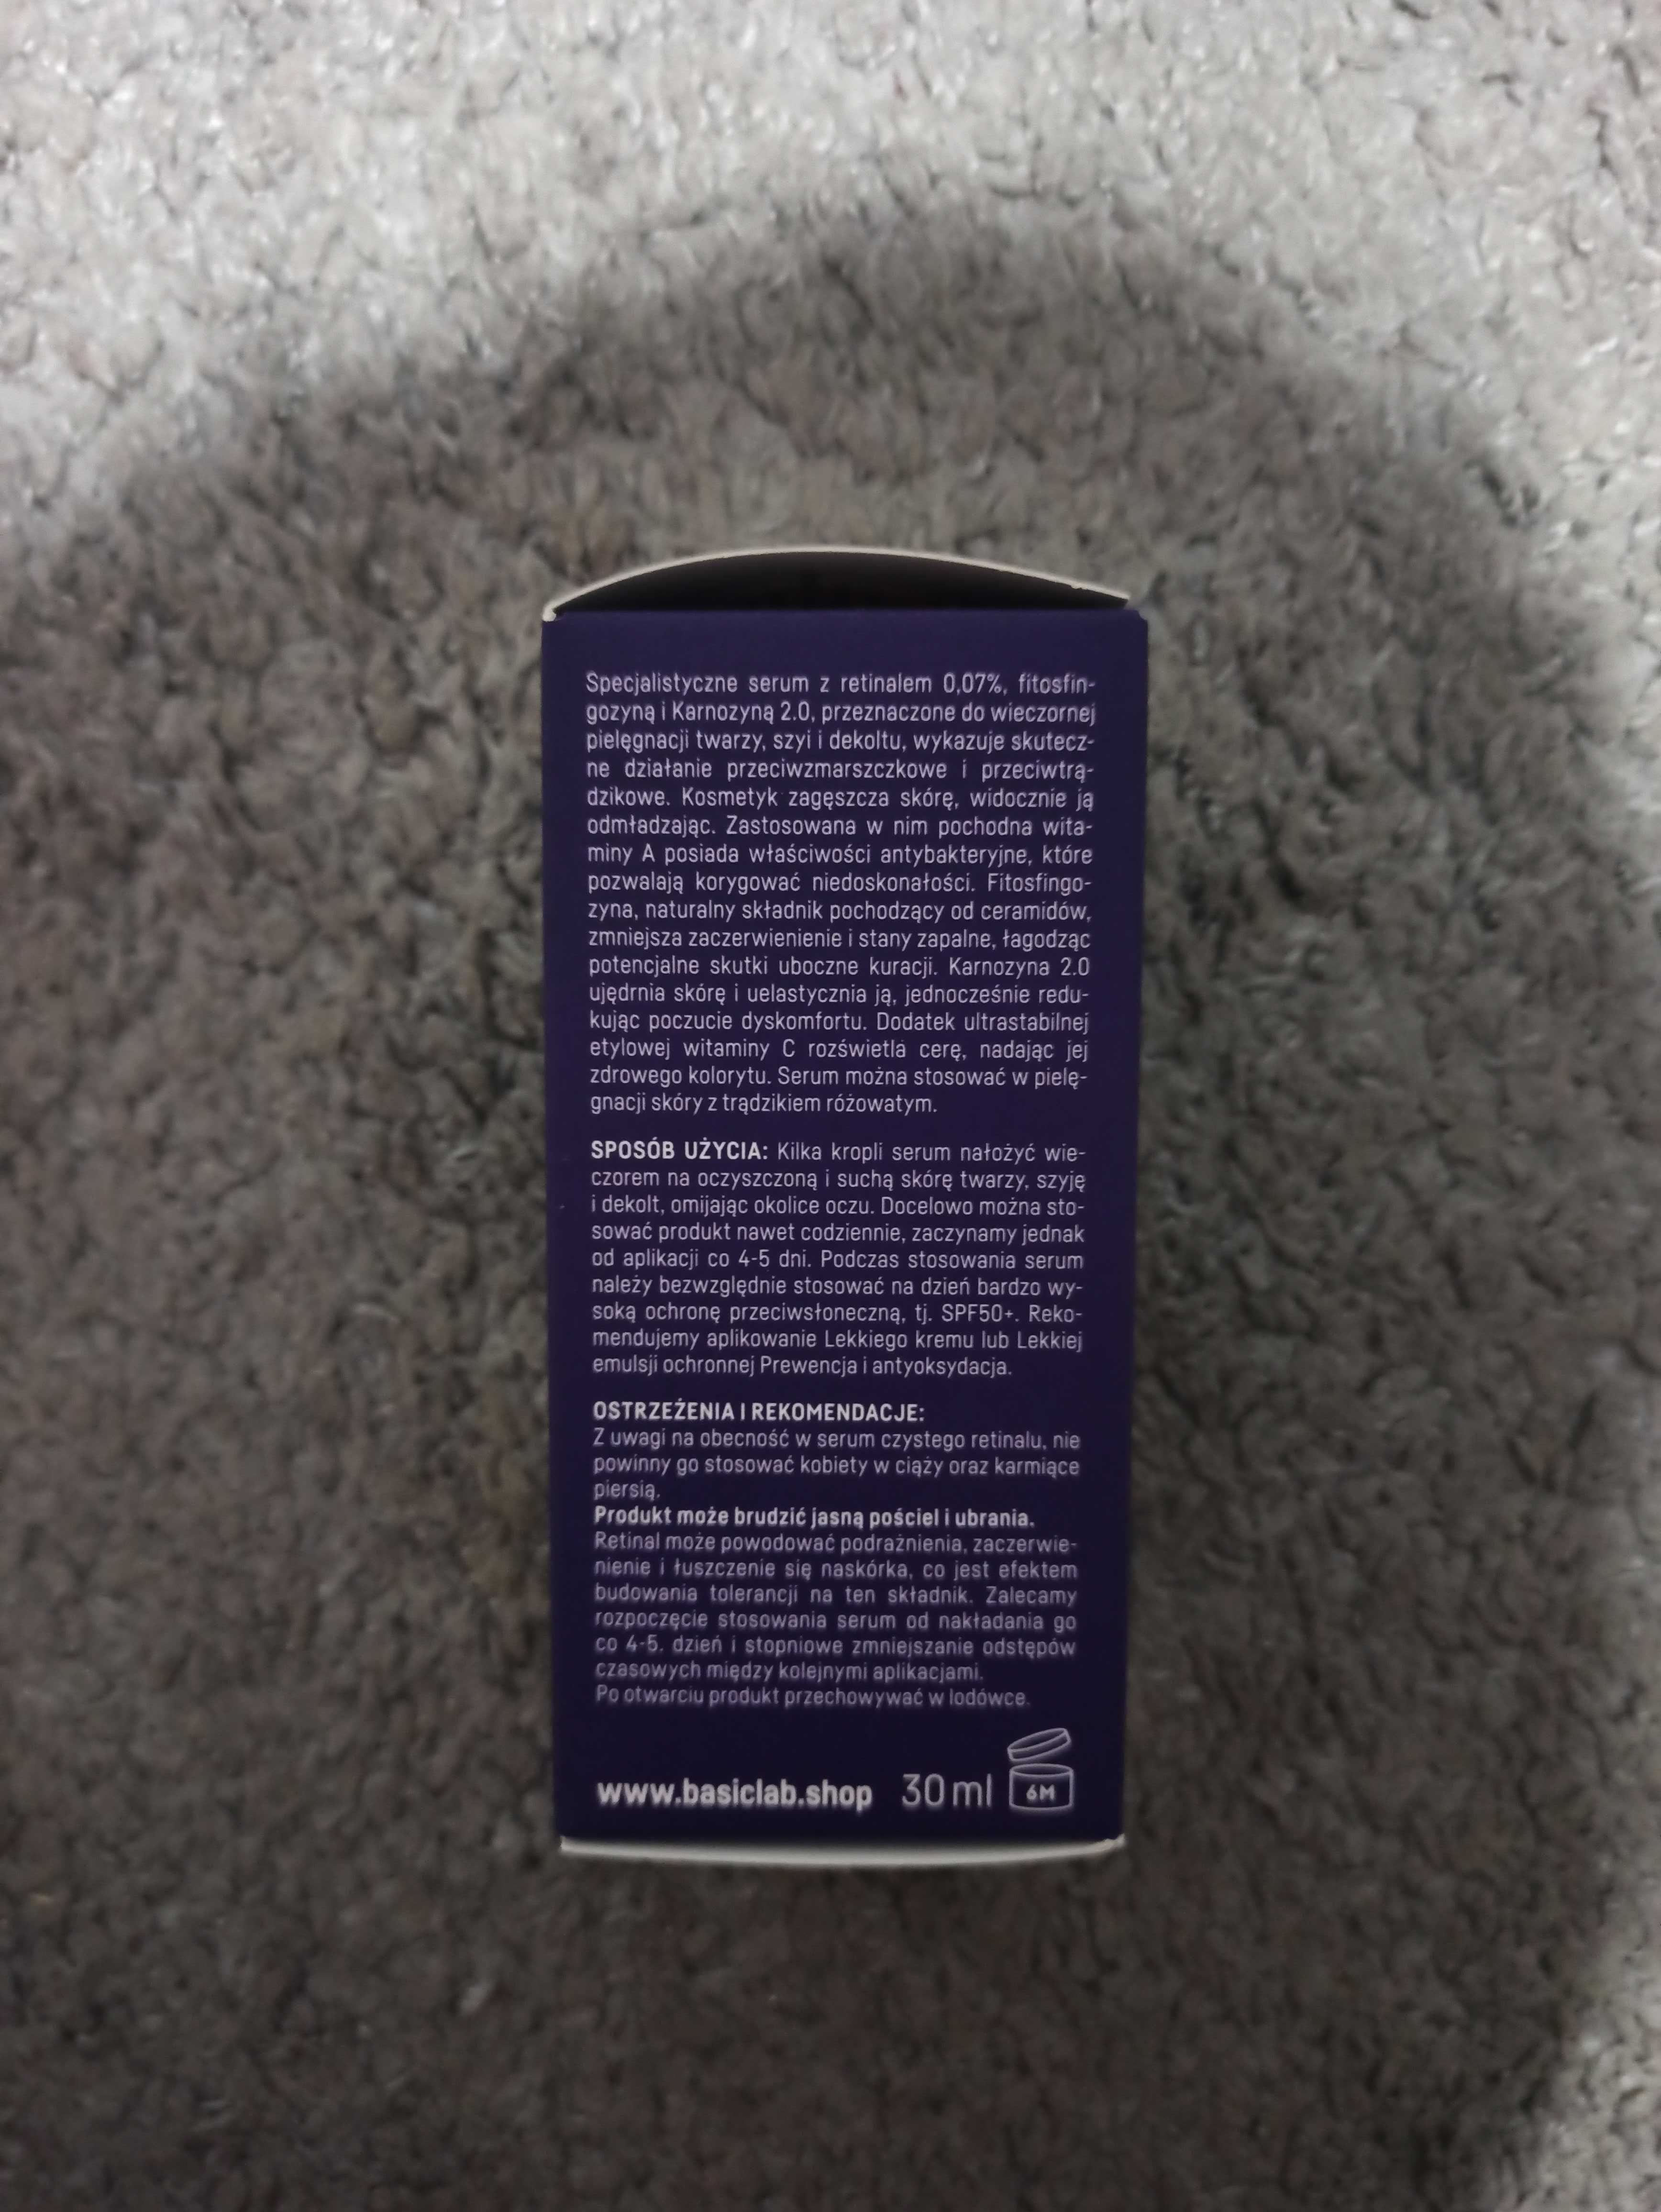 Specjalistyczne serum z retinalem 0,07%, fitosfin-
gozyną i Karnozyną 2.0, przeznaczone do wieczornej
pielęgnacji twarzy, szyi i dekoltu, wykazuje skutecz-
ne działanie przeciwzmarszczkowe i przeciwtrą-
dzikowe. Kosmetyk zagęszcza skórę, widocznie ją
odmładzając. Zastosowana w nim pochodna wita-
miny A posiada właściwości antybakteryjne, które
pozwalają korygować niedoskonałości. Fitosfingo-
zyna, naturalny składnik pochodzący od ceramidów,
zmniejsza zaczerwienienie i stany zapalne, łagodząc
potencjalne skutki uboczne kuracji. Karnozyna 2.0
ujędrnia skórę i uelastycznia ją, jednocześnie redu-
kując poczucie dyskomfortu. Dodatek ultrastabilnej
etylowej witaminy C rozświetla cerę, nadając jej
zdrowego kolorytu. Serum można stosować w pielę-
gnacji skóry z trądzikiem różowatym.
SPOSÓB UŻYCIA: Kilka kropli serum nałożyć wie-
czorem na oczyszczoną i suchą skórę twarzy, szyję
i dekolt, omijając okolice oczu. Docelowo można sto-
sować produkt nawet codziennie, zaczynamy jednak
od aplikacji co 4-5 dni. Podczas stosowania serum
należy bezwzględnie stosować na dzień bardzo wy-
soką ochronę przeciwsłoneczną, tj. SPF50+. Reko-
mendujemy aplikowanie Lekkiego kremu lub Lekkiej
emulsji ochronnej Prewencja i antyoksydacja.
OSTRZEŻENIA I REKOMENDACJE:
Z uwagi na obecność w serum czystego retinalu, nie
powinny go stosować kobiety w ciąży oraz karmiące
piersią.
Produkt może brudzić jasną pościel i ubrania.
Retinal może powodować podrażnienia, zaczerwie-
nienie i łuszczenie się naskórka, co jest efektem
budowania tolerancji na ten składnik. Zalecamy
rozpoczęcie stosowania serum od nakładania go
co 4-5. dzień i stopniowe zmniejszanie odstępów
czasowych między kolejnymi aplikacjami.
Po otwarciu produkt przechowywać w lodówce.
www.basiclab.shop 30 ml 6M